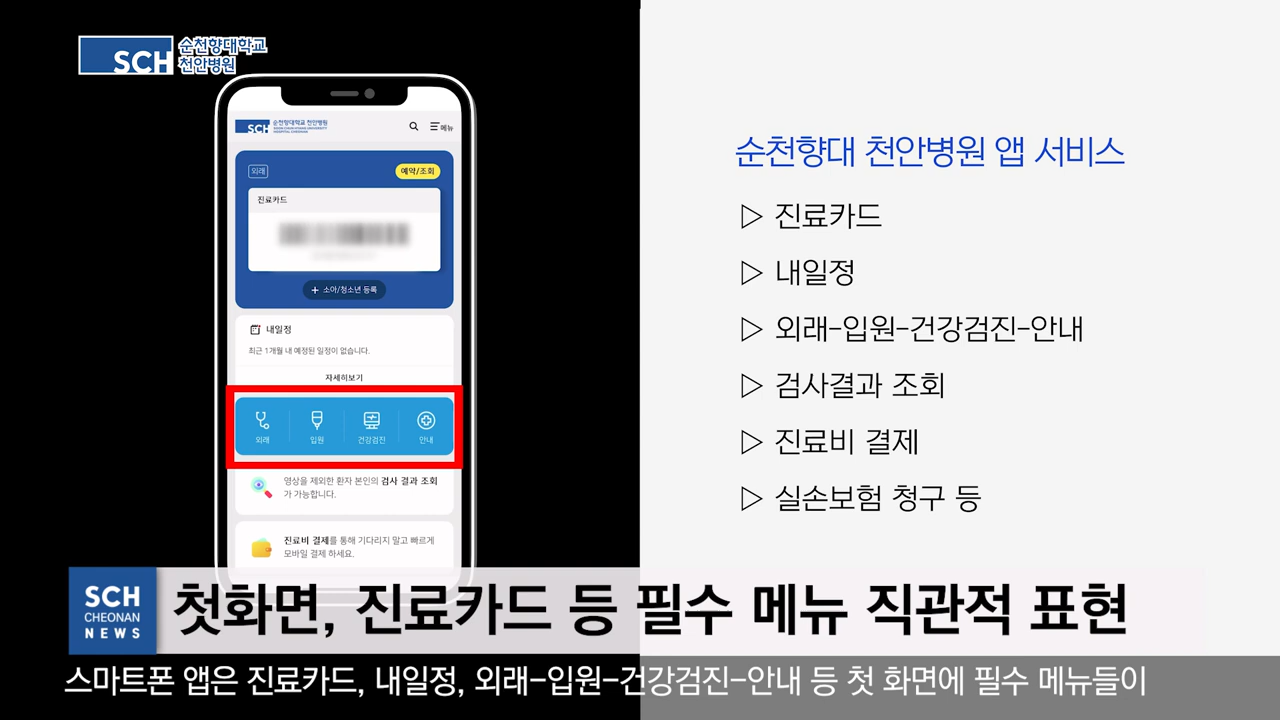 SCH 순천향대학교
천안병원
SCH 순천향대학교 천안병원
메뉴
외래
예약/조회
진료카드
+ 소아/청소년 등록
내일정
최근 1개월 내 예정된 일정이 없습니다.
자세히보기
외래 입원 건강검진 안내
영상을 제외한 환자 본인의 검사 결과 조회
가 가능합니다.
진료비 결제를 통해 기다리지 말고 빠르게
모바일 결제 하세요.
순천향대 천안병원 앱 서비스
▷ 진료카드
▷ 내일정
▷ 외래-입원-건강검진-안내
▷ 검사결과 조회
▷ 진료비 결제
▷ 실손보험 청구 등
SCH
CHEONAN
NEWS
첫화면, 진료카드 등 필수 메뉴 직관적 표현
스마트폰 앱은 진료카드, 내일정, 외래-입원-건강검진-안내 등 첫 화면에 필수 메뉴들이